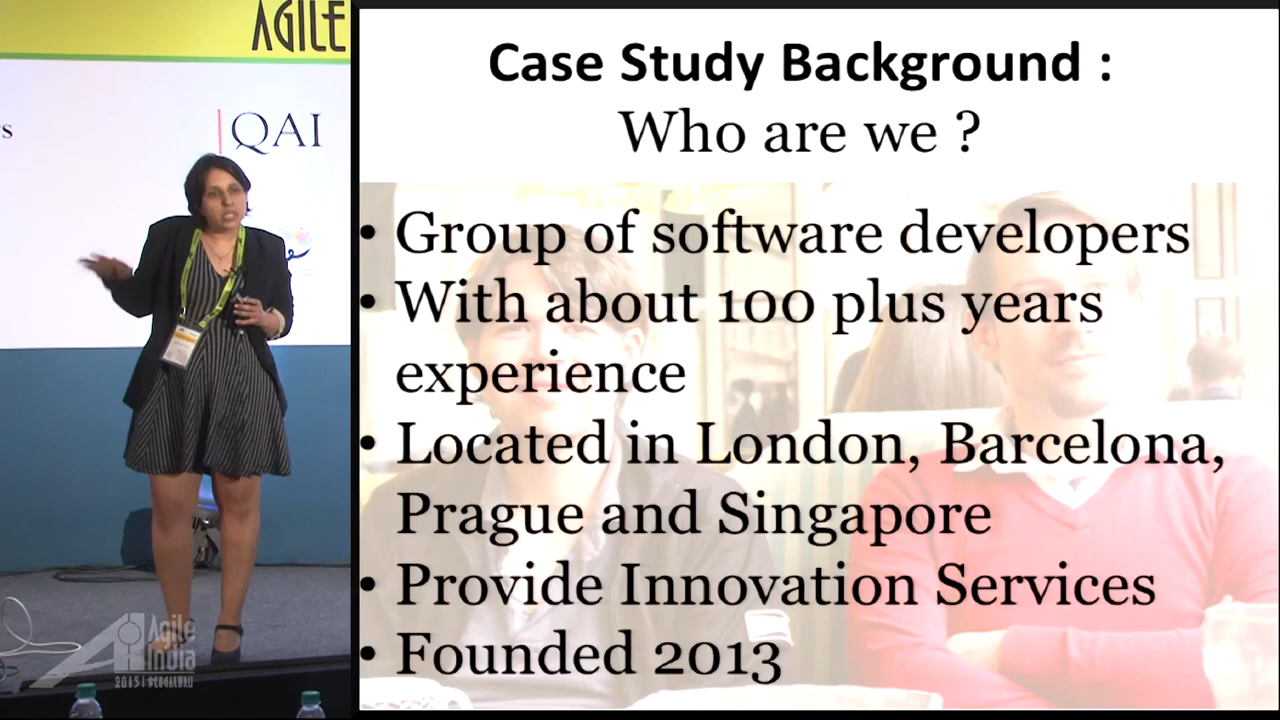 AGILE
rs
QAI
Case Study Background :
Who are we ?
• Group of software developers
• With about 100 plus years
experience
• Located in London, Barcelona,
Prague and Singapore
• Provide Innovation Services
• Founded 2013
Agile
India
2015 | BENGALURU